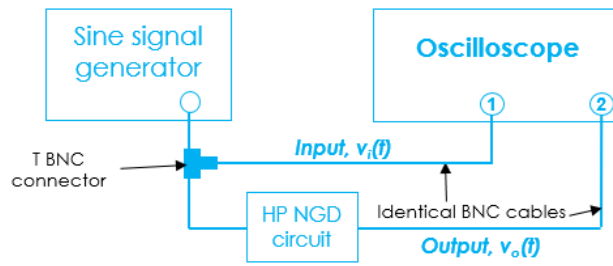 Sine signal
generator
Oscilloscope
1
2
T BNC
connector
Input, vᵢ(t)
Identical BNC cables
HP NGD
circuit
Output, vₒ(t)